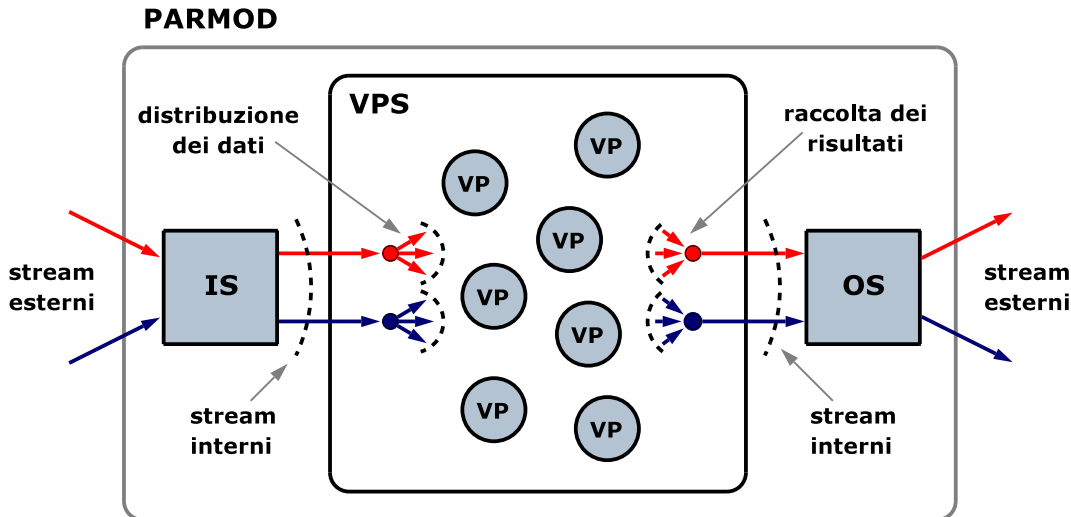 PARMOD
distribuzione
dei dati
VPS
raccolta dei
risultati
VP
VP
VP
VP
VP
VP
VP
IS
OS
stream
esterni
stream
esterni
stream
interni
stream
interni